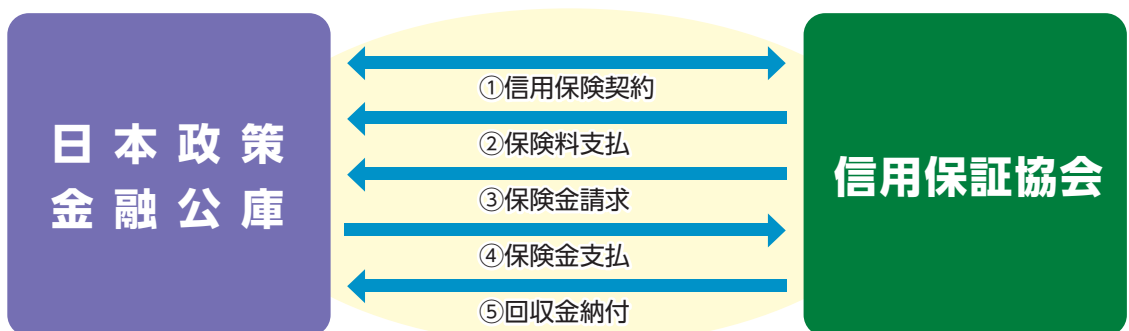 日本政策
金融公庫
①信用保険契約
②保険料支払
③保険金請求
④保険金支払
⑤回収金納付
信用保証協会